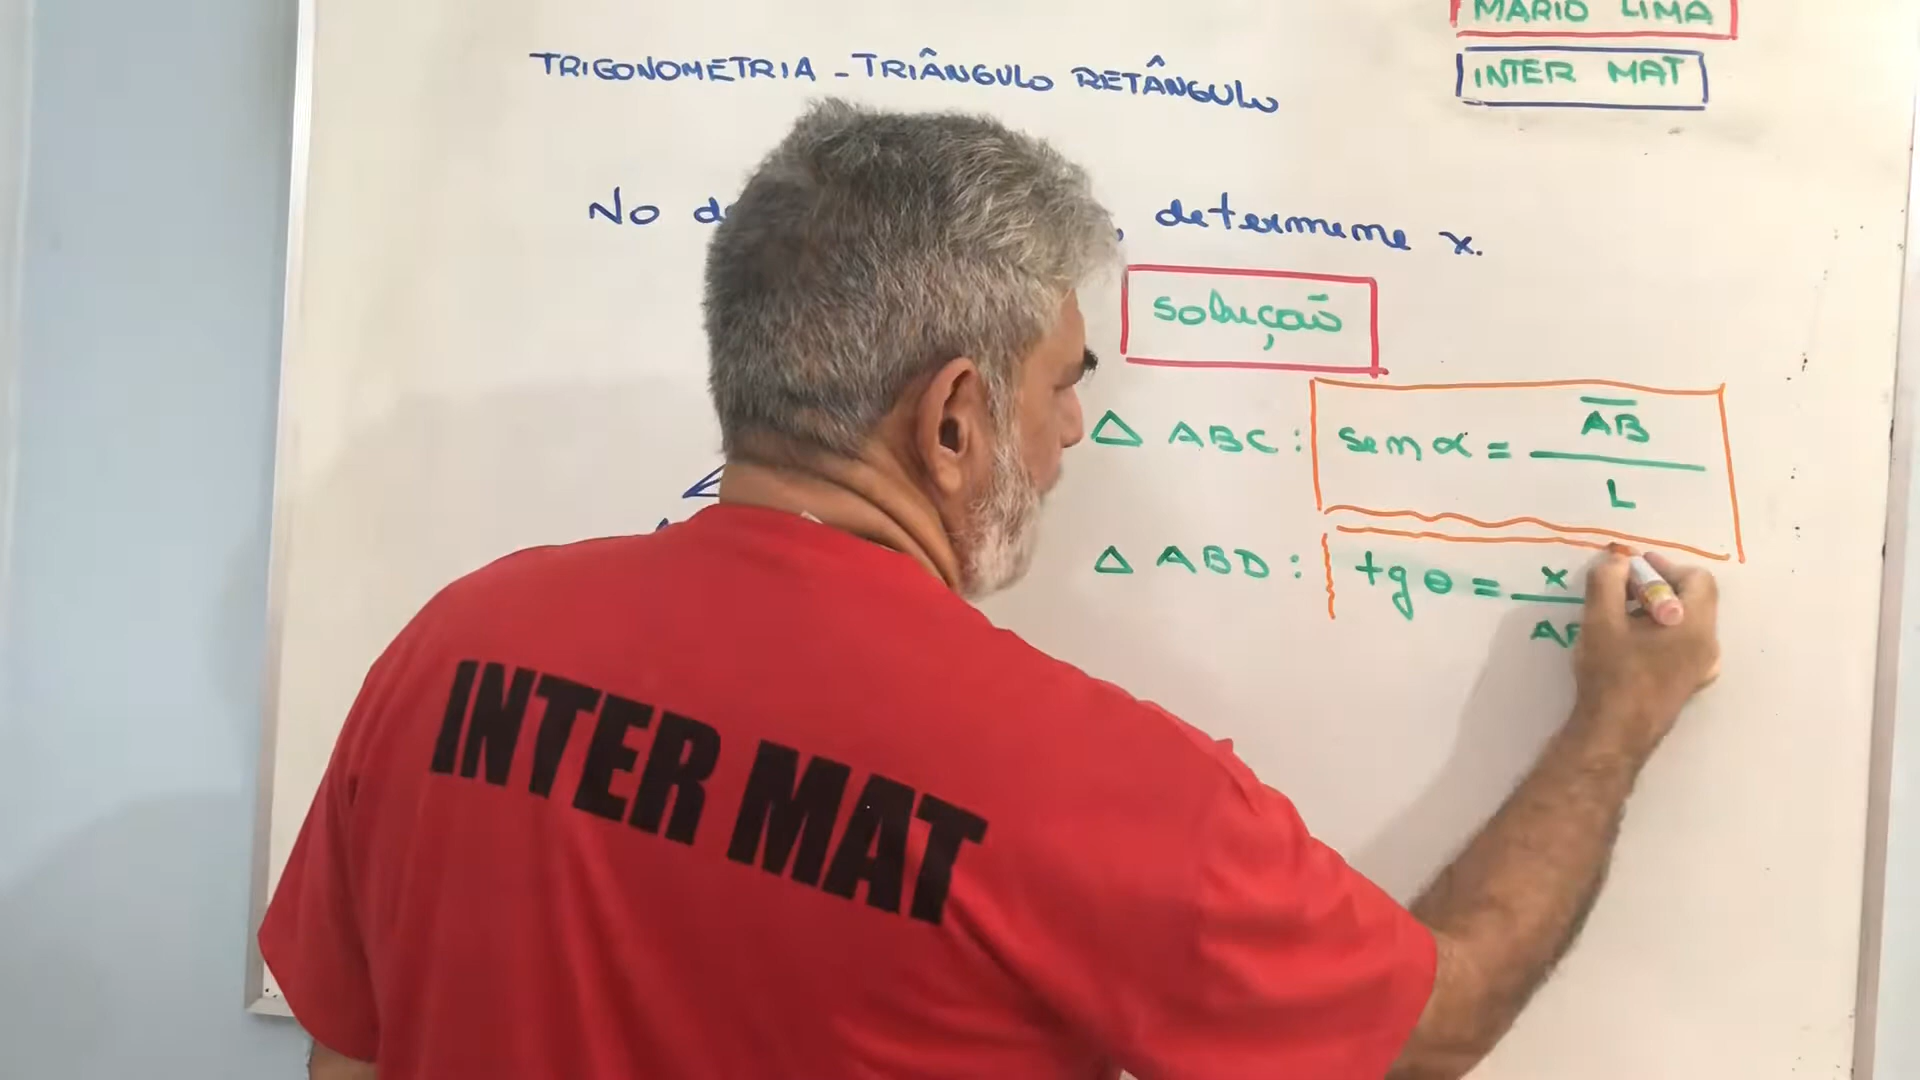 MARIO LIMA
INTER MAT
TRIGONOMETRIA - TRIÂNGULO RETÂNGULO
No , determine x.
solução
△ ABC: sen α = AB / L
△ ABD: tg θ = x
INTER MAT